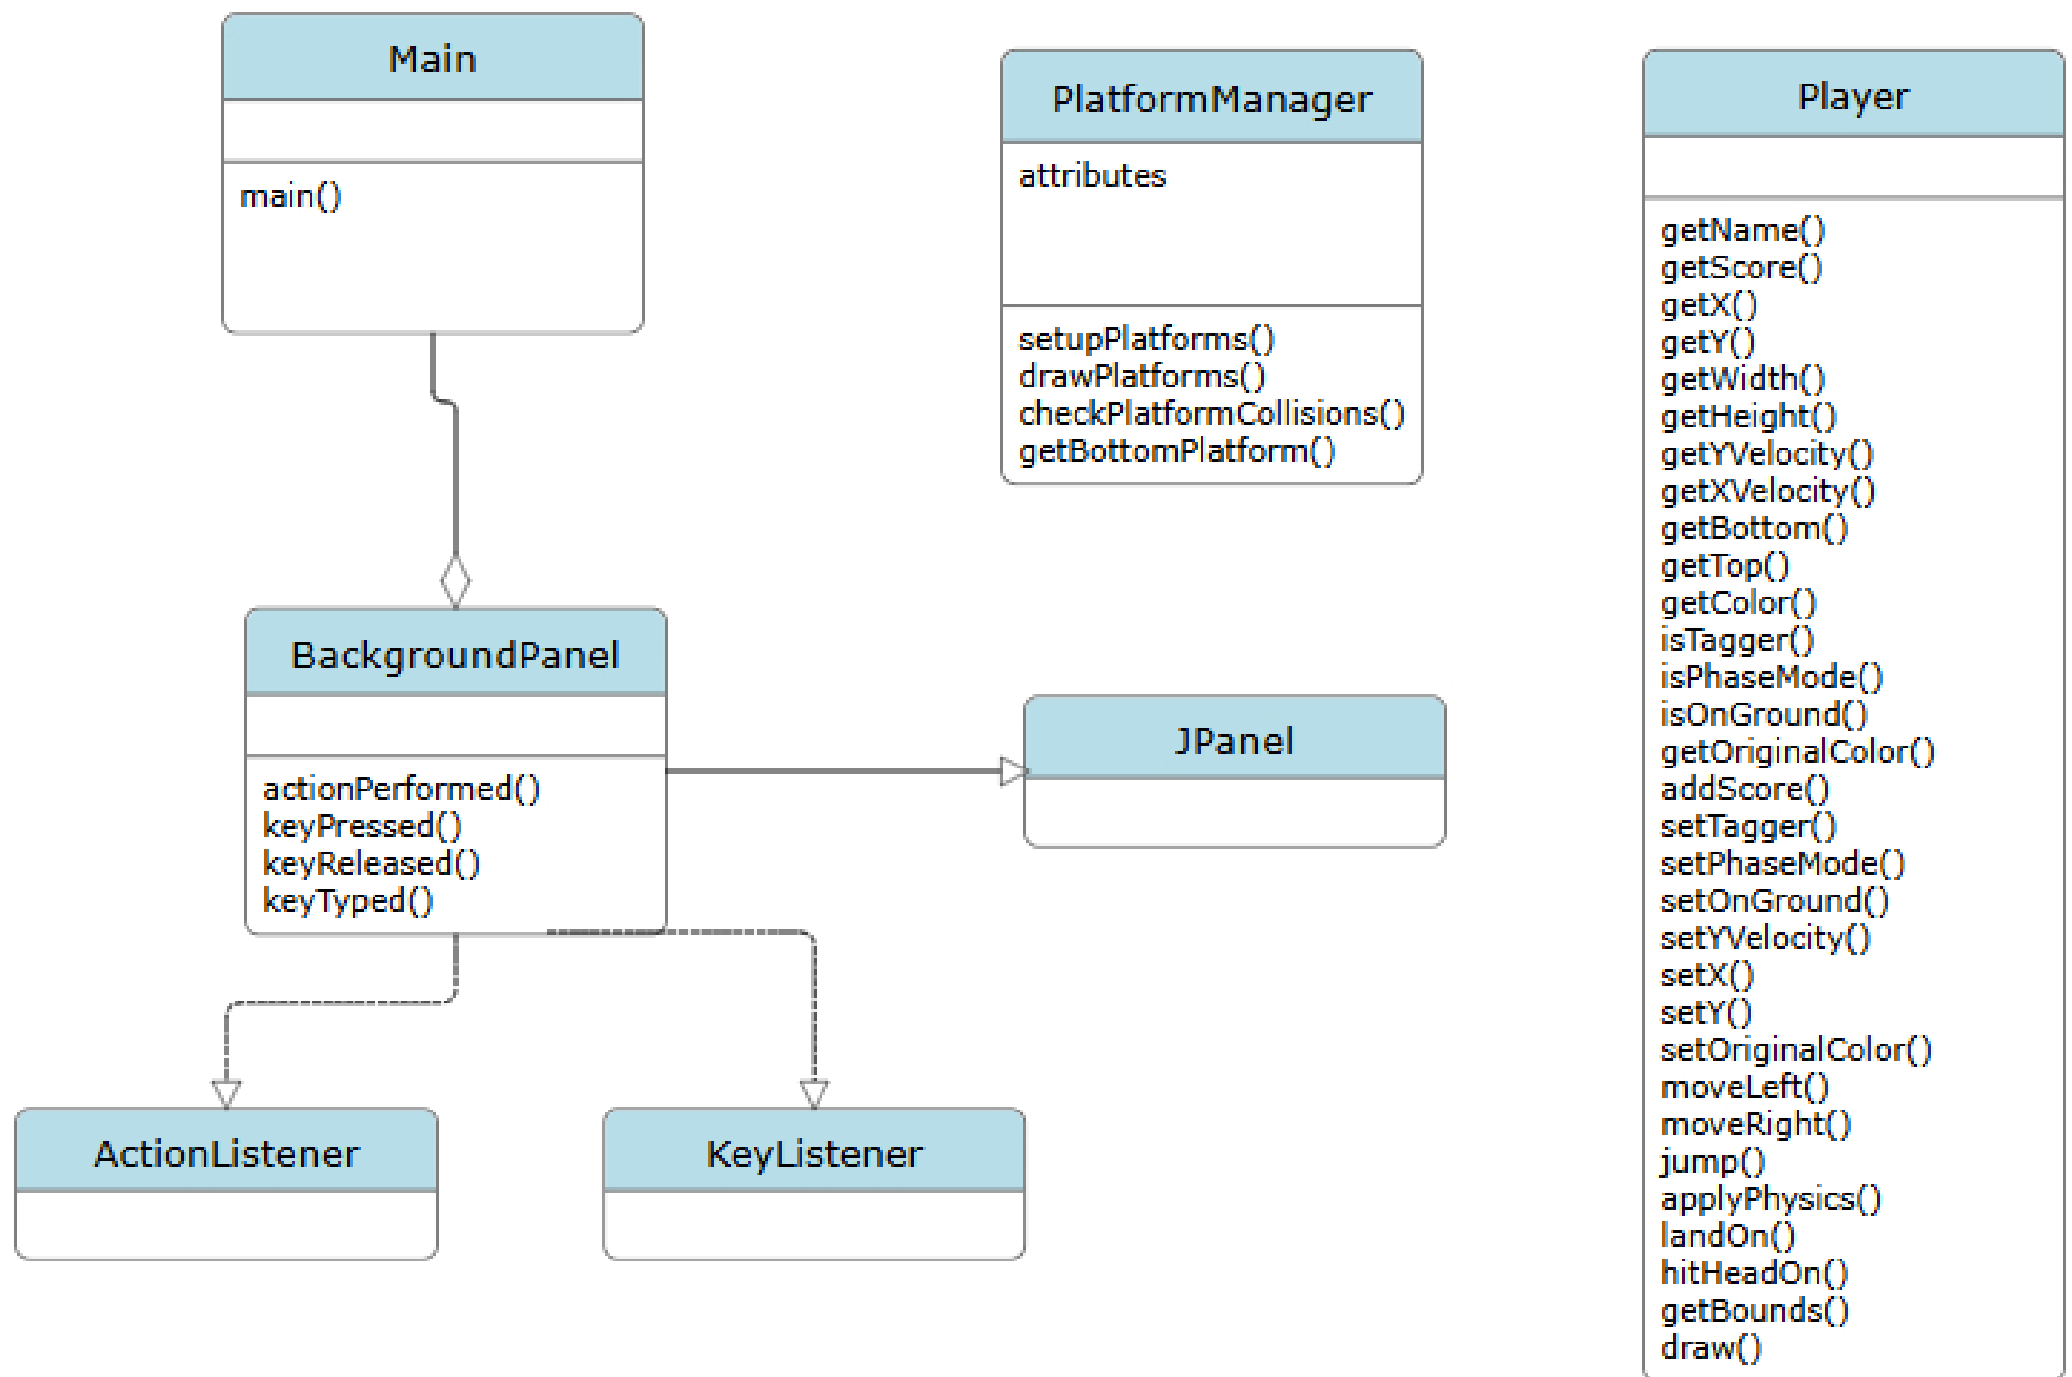 Main
main()
PlatformManager
attributes
setupPlatforms()
drawPlatforms()
checkPlatformCollisions()
getBottomPlatform()
Player
getName()
getScore()
getX()
getY()
getWidth()
getHeight()
getYVelocity()
getXVelocity()
getBottom()
getTop()
getColor()
isTagger()
isPhaseMode()
isOnGround()
getOriginalColor()
addScore()
setTagger()
setPhaseMode()
setOnGround()
setYVelocity()
setX()
setY()
setOriginalColor()
moveLeft()
moveRight()
jump()
applyPhysics()
landOn()
hitHeadOn()
getBounds()
draw()
BackgroundPanel
actionPerformed()
keyPressed()
keyReleased()
keyTyped()
JPanel
ActionListener
KeyListener